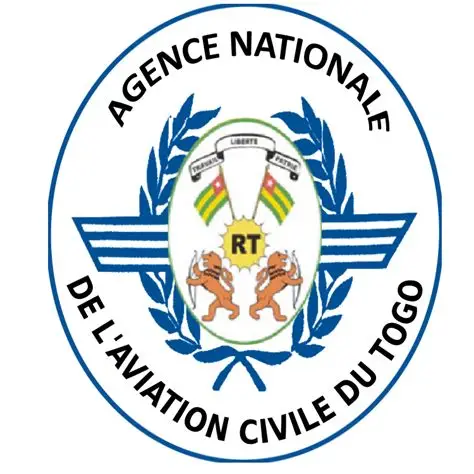 AGENCE NATIONALE
TRAVAIL LIBERTE PATRIE
RT
DE L'AVIATION CIVILE DU TOGO